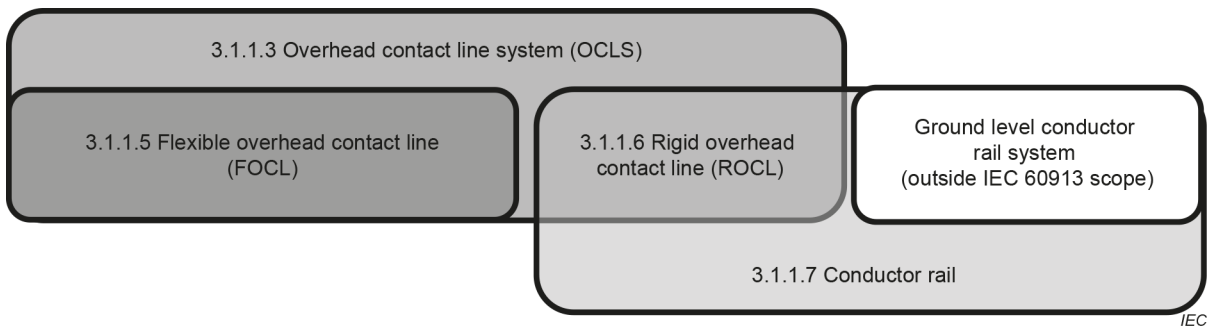 3.1.1.3 Overhead contact line system (OCLS)
3.1.1.5 Flexible overhead contact line
(FOCL)
3.1.1.6 Rigid overhead
contact line (ROCL)
Ground level conductor
rail system
(outside IEC 60913 scope)
3.1.1.7 Conductor rail
IEC